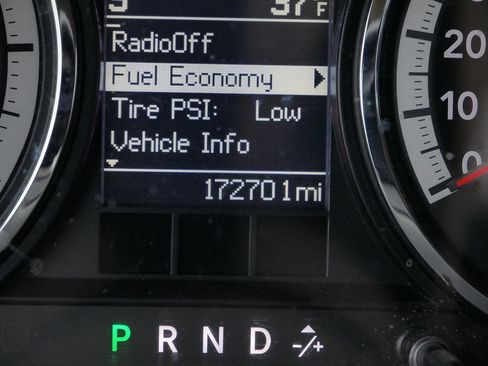 37 F
RadioOff
Fuel Economy
Tire PSI: Low
Vehicle Info
172701mi
20
10
0
P R N D -/+